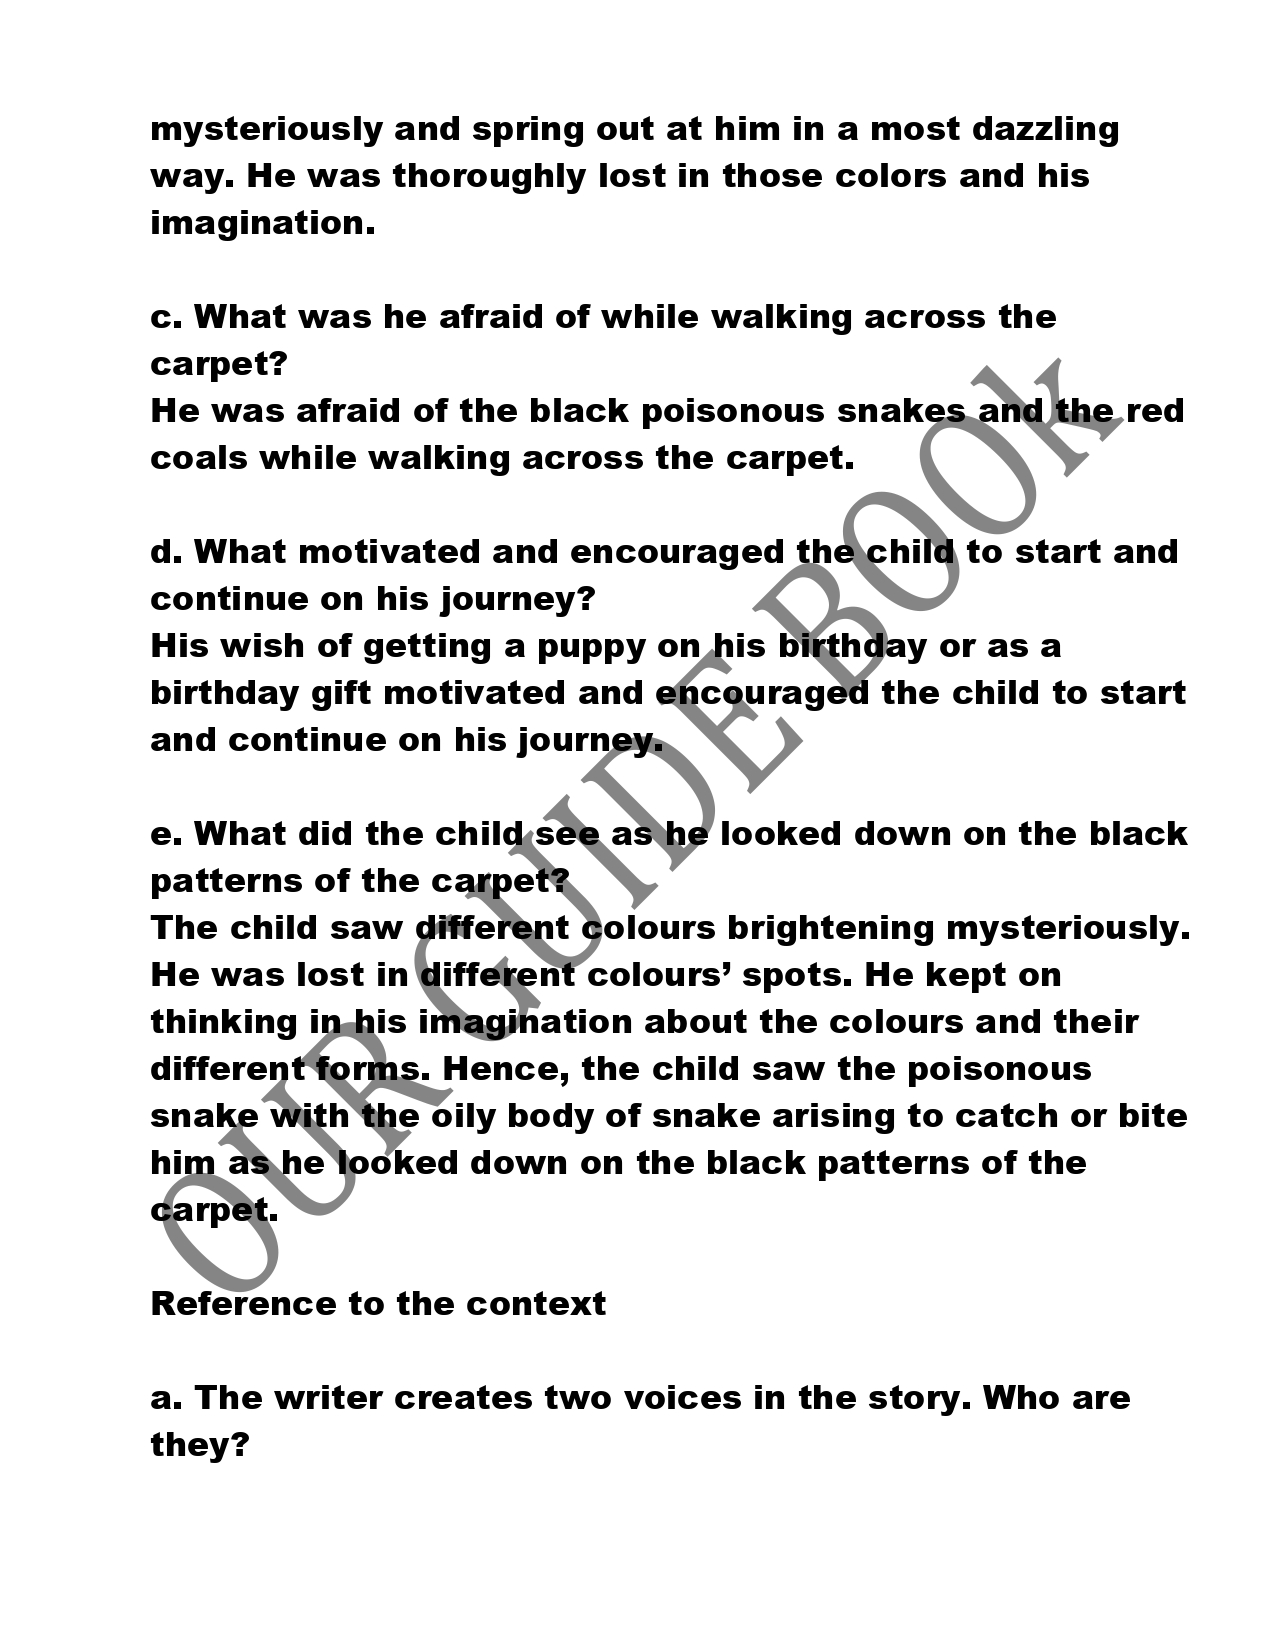 mysteriously and spring out at him in a most dazzling
way. He was thoroughly lost in those colors and his
imagination.
c. What was he afraid of while walking across the
carpet?
He was afraid of the black poisonous snakes and the red
coals while walking across the carpet.
d. What motivated and encouraged the child to start and
continue on his journey?
His wish of getting a puppy on his birthday or as a
birthday gift motivated and encouraged the child to start
and continue on his journey.
e. What did the child see as he looked down on the black
patterns of the carpet?
The child saw different colours brightening mysteriously.
He was lost in different colours’ spots. He kept on
thinking in his imagination about the colours and their
different forms. Hence, the child saw the poisonous
snake with the oily body of snake arising to catch or bite
him as he looked down on the black patterns of the
carpet.
Reference to the context
a. The writer creates two voices in the story. Who are
they?
OUR GUIDE BOOk